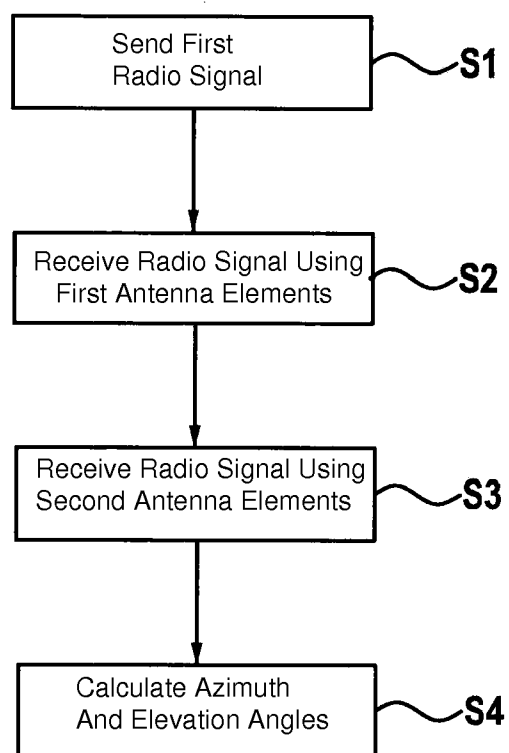 Send First
Radio Signal
S1
Receive Radio Signal Using
First Antenna Elements
S2
Receive Radio Signal Using
Second Antenna Elements
S3
Calculate Azimuth
And Elevation Angles
S4